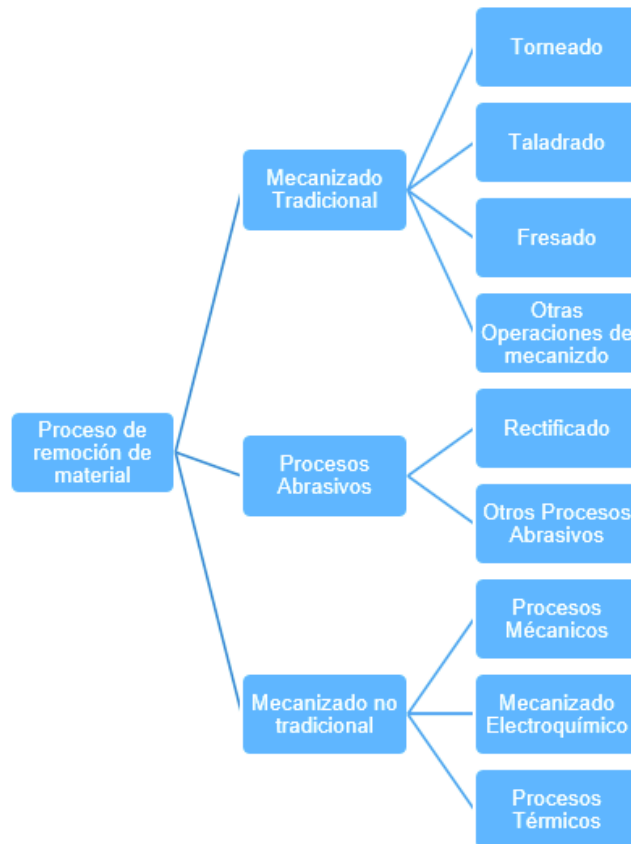 Torneado
Taladrado
Mecanizado
Tradicional
Fresado
Otras
Operaciones de
mecanizdo
Proceso de
remoción de
material
Procesos
Abrasivos
Rectificado
Otros Procesos
Abrasivos
Mecanizado no
tradicional
Procesos
Mécanicos
Mecanizado
Electroquímico
Procesos
Térmicos